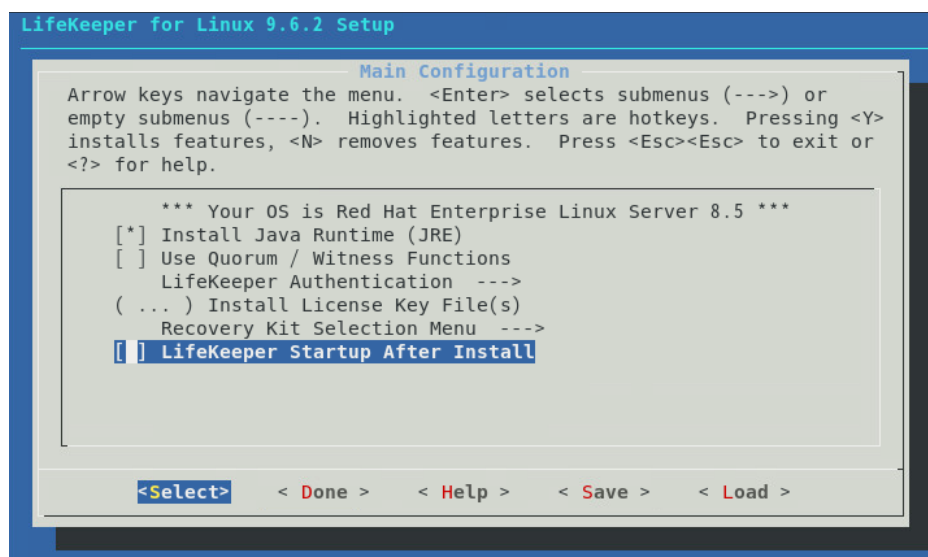 LifeKeeper for Linux 9.6.2 Setup
Main Configuration
Arrow keys navigate the menu.  <Enter> selects submenus (--->) or
empty submenus (----).  Highlighted letters are hotkeys.  Pressing <Y>
installs features, <N> removes features.  Press <Esc><Esc> to exit or
<?> for help.
*** Your OS is Red Hat Enterprise Linux Server 8.5 ***
[*] Install Java Runtime (JRE)
[ ] Use Quorum / Witness Functions
LifeKeeper Authentication  --->
( ... ) Install License Key File(s)
Recovery Kit Selection Menu  --->
[ ] LifeKeeper Startup After Install
<Select>    < Done >    < Help >    < Save >    < Load >